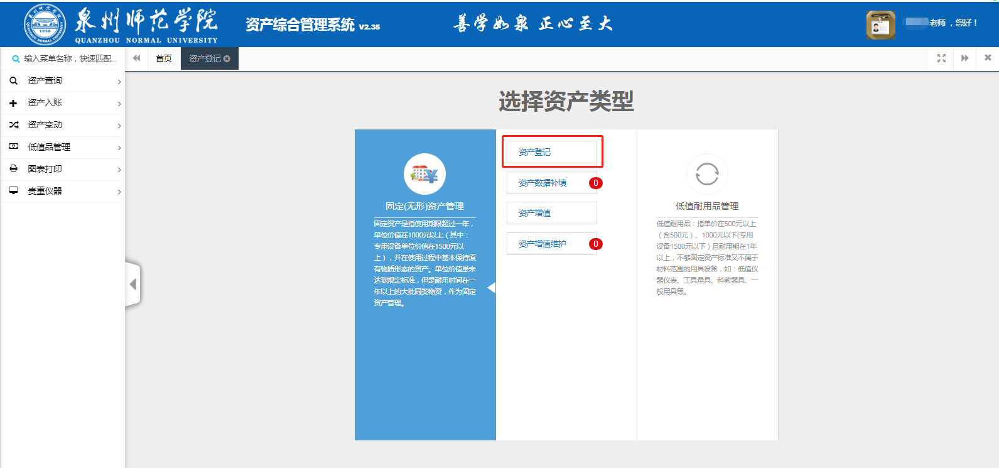 泉州师范学院
QUANZHOU NORMAL UNIVERSITY
1958
资产综合管理系统 V2.35
善学如泉 正心至大
老师 ，您好！
输入菜单名称，快速匹配...
首页
资产登记
资产查询
资产入账
资产变动
低值品管理
图表打印
贵重仪器
选择资产类型
固定(无形)资产管理
固定资产是指使用期限超过一年，
单位价值在1000元以上（其中：
专用设备单位价值在1500元以
上），并在使用过程中基本保持原
有物质形态的资产。单位价值虽未
达到规定标准，但是耐用时间在一
年以上的大批同类物资，作为固定
资产管理。
资产登记
资产数据补填
0
资产增值
资产增值维护
0
低值耐用品管理
低值耐用品：指单价在500元以上
（含500元）、1000元以下(专用
设备1500元以下）且耐用期在1年
以上，不够固定资产标准又不属于
材料范围的用具设备，如：低值仪
器仪表、工具量具、科教器具、一
般用具等。